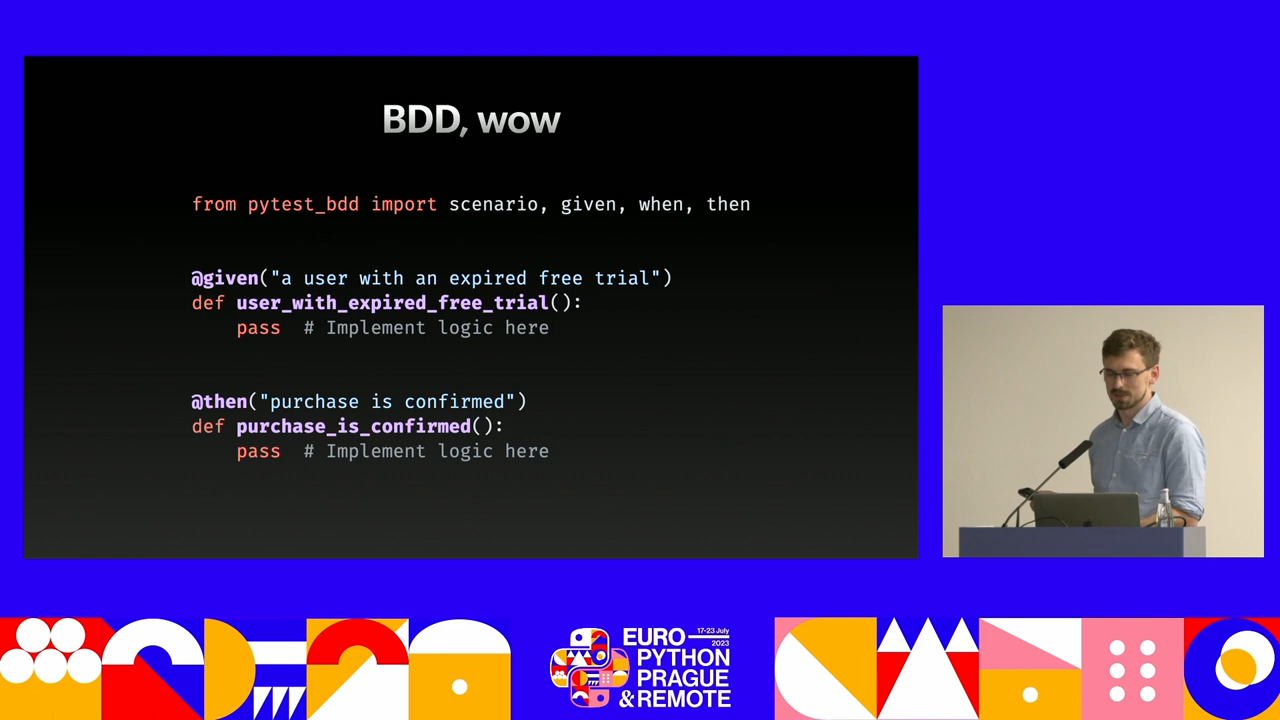 BDD, wow
from pytest_bdd import scenario, given, when, then
@given("a user with an expired free trial")
def user_with_expired_free_trial():
    pass  # Implement logic here
@then("purchase is confirmed")
def purchase_is_confirmed():
    pass  # Implement logic here
EURO
17-23 July
2023
PYTHON
PRAGUE
& REMOTE